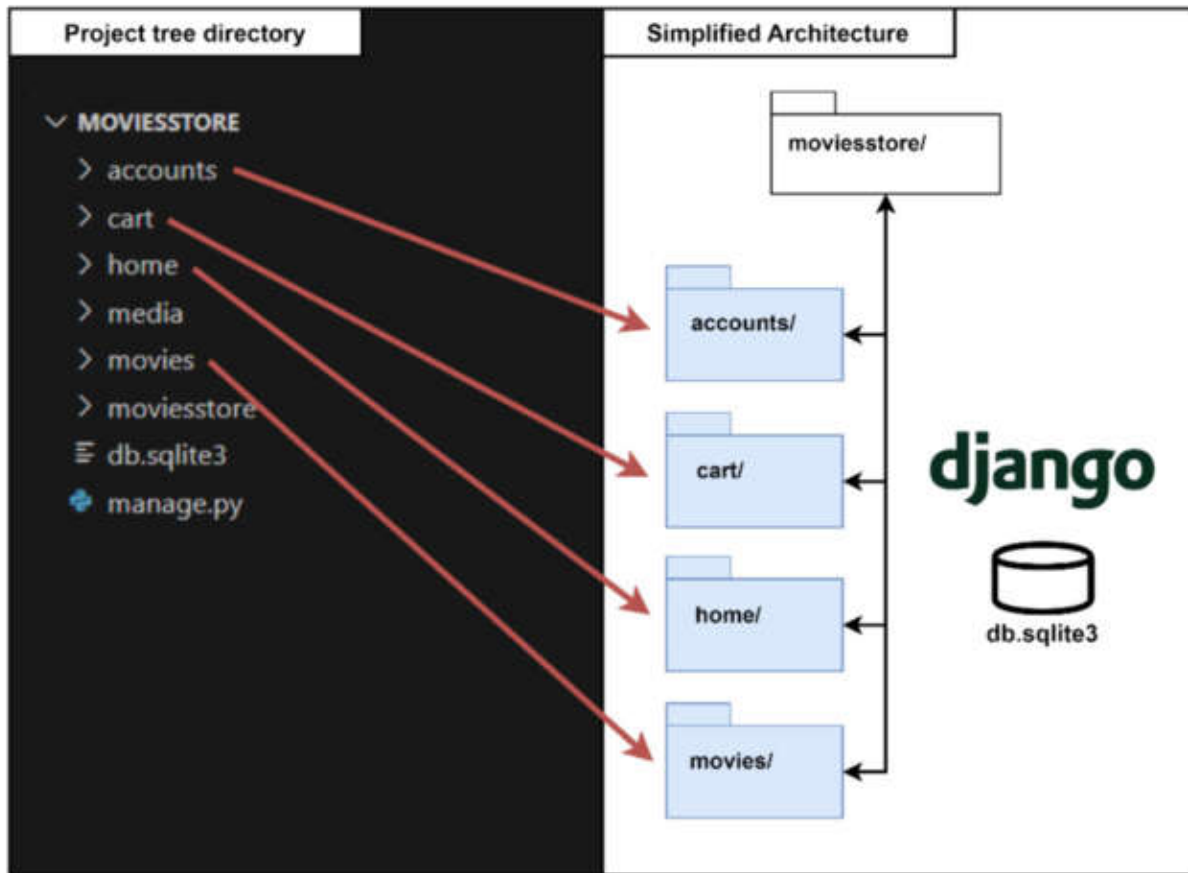 Project tree directory
MOVIESSTORE
accounts
cart
home
media
movies
moviesstore
db.sqlite3
manage.py
Simplified Architecture
moviesstore/
accounts/
cart/
home/
movies/
django
db.sqlite3